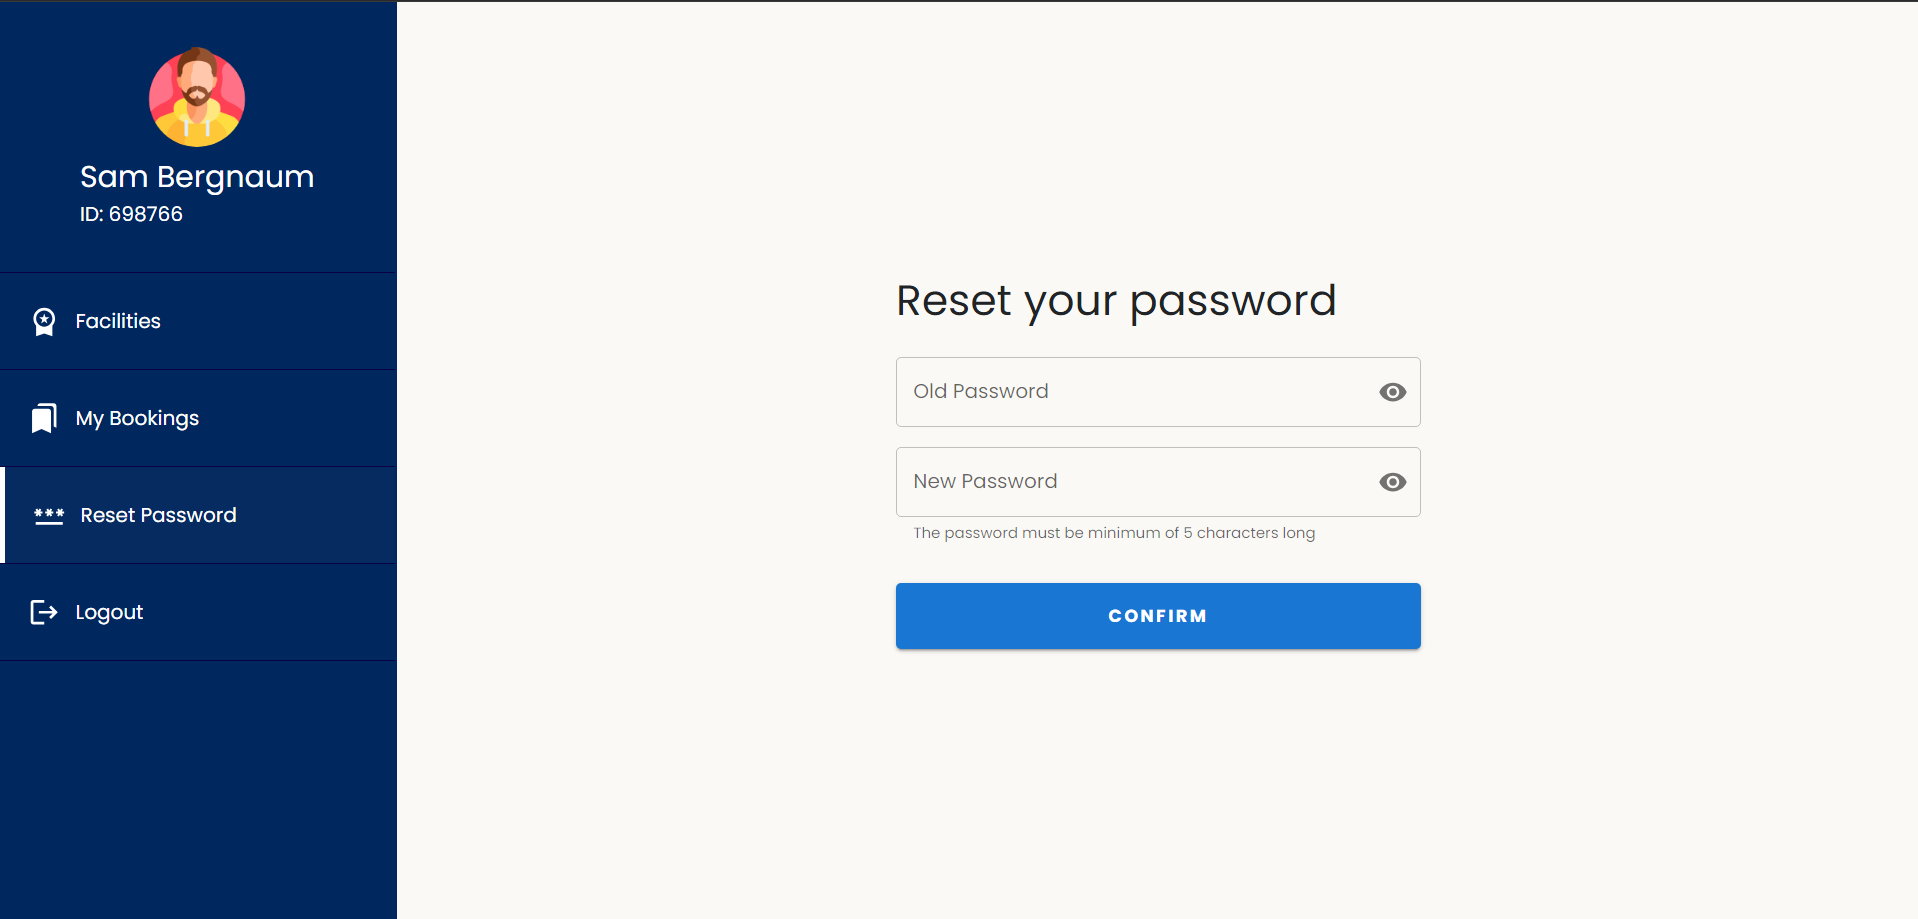 Sam Bergnaum
ID: 698766
Facilities
My Bookings
*** Reset Password
Logout
Reset your password
Old Password
New Password
The password must be minimum of 5 characters long
CONFIRM